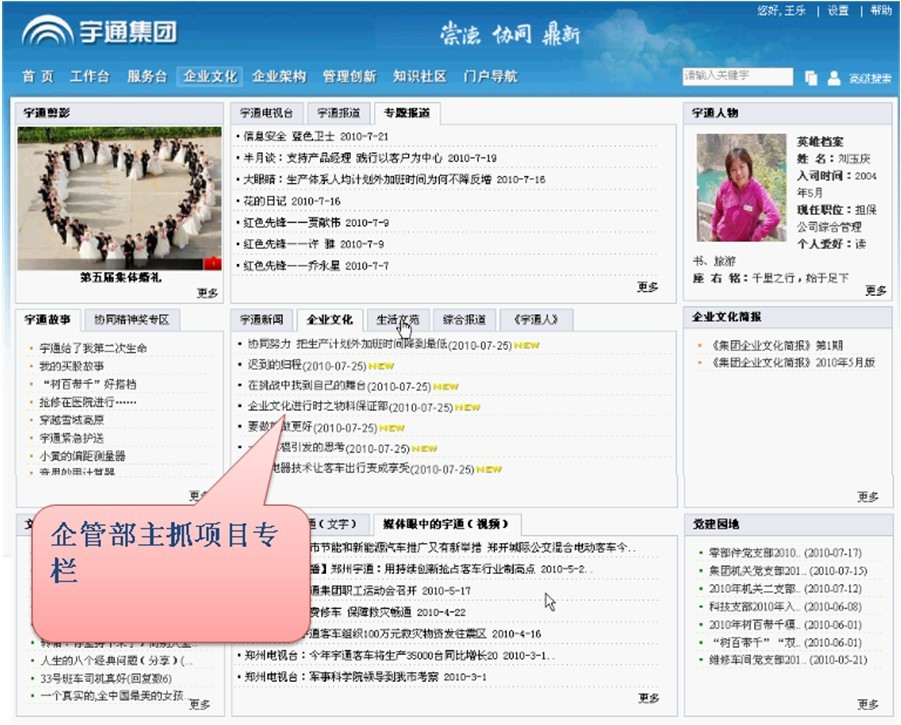 您好,王乐 | 设置 | 帮助
宇通集团
崇德 协同 鼎新
首 页 工作台 服务台 企业文化 企业架构 管理创新 知识社区 门户导航
请输入关键字
高级搜索
宇通剪影
第五届集体婚礼
更多
宇通电视台 宇通报道 专题报道
信息安全 蓝色卫士 2010-7-21
半月谈：支持产品经理 践行以客户为中心 2010-7-19
大眼睛：生产体系人均计划外加班时间为何不降反增 2010-7-16
花的日记 2010-7-16
红色先锋——贾献伟 2010-7-9
红色先锋——许 雅 2010-7-9
红色先锋——乔永星 2010-7-7
更多
宇通人物
英雄档案
姓 名：刘玉庆
入司时间：2004
年5月
现任职位：担保
公司综合管理
个人爱好：读
书、旅游
座 右 铭：千里之行，始于足下
更多
宇通故事 协同精神奖专区
宇通给了我第二次生命
我的买股故事
“树百带千”好搭档
抢修在医院进行……
穿越雪域高原
宇通紧急护送
小黄的偏距测量器
更多
宇通新闻 企业文化 生活文苑 综合报道 《宇通人》
协同努力 把生产计划外加班时间降到最低(2010-07-25) NEW
迟到的归程(2010-07-25) NEW
在挑战中找到自己的舞台(2010-07-25) NEW
企业文化进行时之物料保证部(2010-07-25) NEW
要做就做更好(2010-07-25) NEW
棍引发的思考(2010-07-25) NEW
电器技术让客车出行变成享受(2010-07-25) NEW
企业文化简报
《集团企业文化简报》第1期
《集团企业文化简报》2010年5月版
更多
企管部主抓项目专
栏
（文字） 媒体眼中的宇通（视频）
市节能和新能源汽车推广又有新举措 郑开城际公交混合电动客车今..
】郑州宇通：用持续创新抢占客车行业制高点 2010-5-2..
通集团职工运动会召开 2010-5-17
费修车 保障救灾畅通 2010-4-22
通客车组织100万元救灾物资发往震区 2010-4-16
郑州电视台：今年宇通客车将生产35000台同比增长20 2010-3-1..
郑州电视台：军事科学院领导到我市考察 2010-3-1
更多
人生的八个经典问题（分享）(...
33号班车司机真好(回复数6)
一个真实的,全中国最美的女孩..
更多
党建园地
零部件党支部2010.. (2010-07-17)
集团机关党支部201.. (2010-07-15)
2010年机关二支部.. (2010-07-12)
科技支部2010年入.. (2010-06-08)
2010年树百带千模.. (2010-06-01)
“树百带千”“双.. (2010-06-01)
维修车间党支部201.. (2010-05-21)
更多